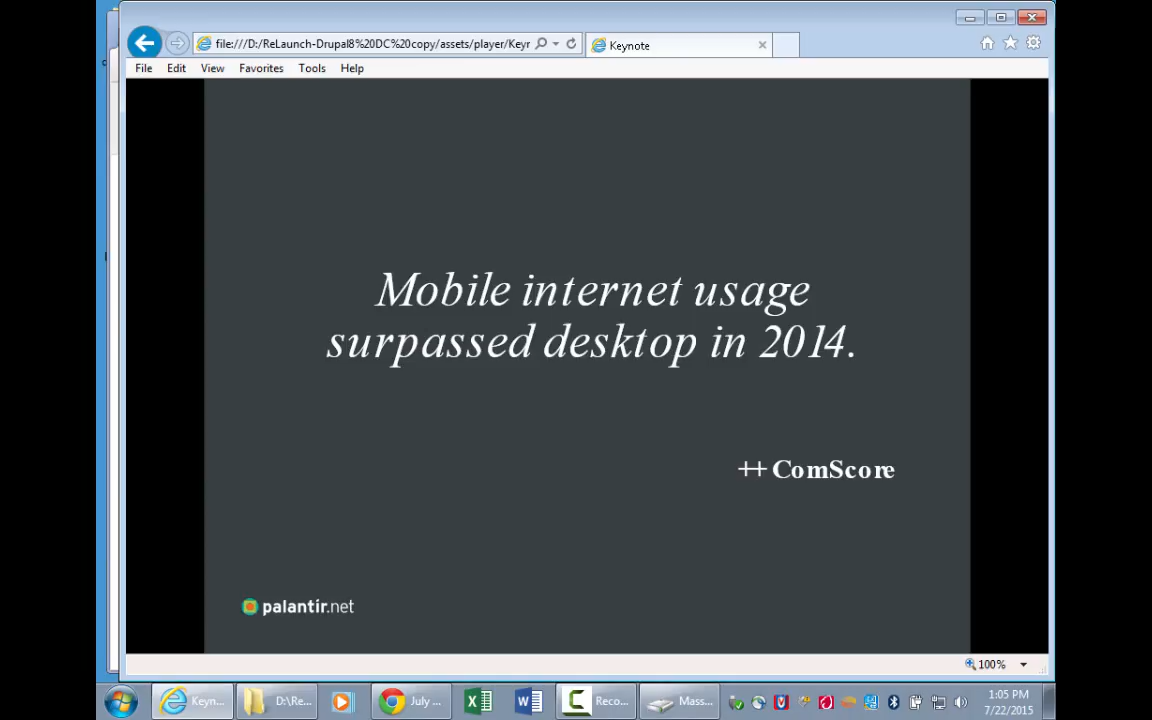 file:///D:/ReLaunch-Drupal8%20DC%20copy/assets/player/Keyr
Keynote
File Edit View Favorites Tools Help
Mobile internet usage
surpassed desktop in 2014.
++ ComScore
palantir.net
100%
Keyn... D:\Re... July ... Reco... Mass...
1:05 PM
7/22/2015